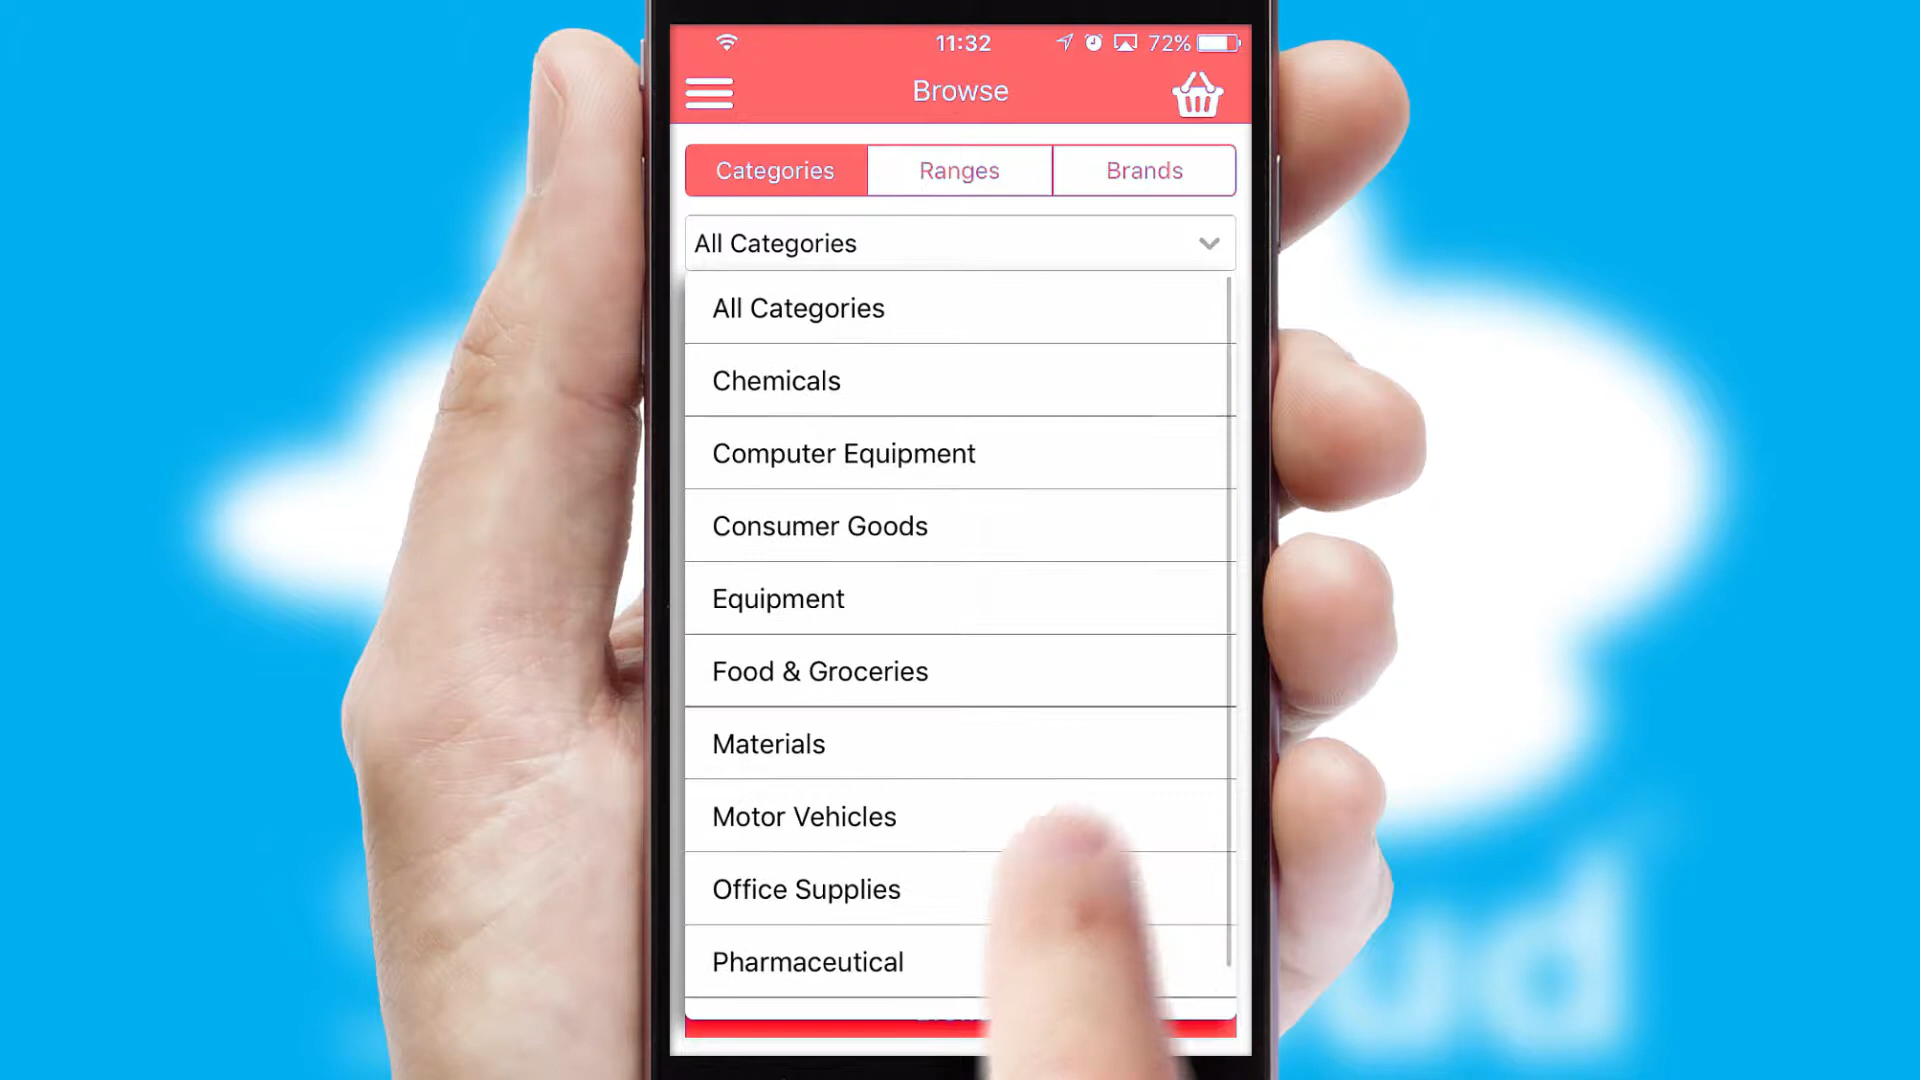 11:32
72%
Browse
Categories
Ranges
Brands
All Categories
All Categories
Chemicals
Computer Equipment
Consumer Goods
Equipment
Food & Groceries
Materials
Motor Vehicles
Office Supplies
Pharmaceutical
ud